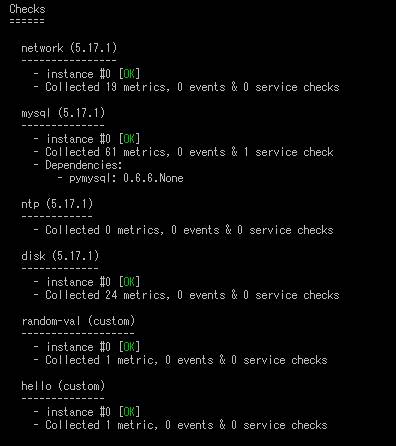 Checks
======
network (5.17.1)
----------------
- instance #0 [OK]
- Collected 19 metrics, 0 events & 0 service checks
mysql (5.17.1)
--------------
- instance #0 [OK]
- Collected 61 metrics, 0 events & 1 service check
- Dependencies:
- pymysql: 0.6.6.None
ntp (5.17.1)
------------
- Collected 0 metrics, 0 events & 0 service checks
disk (5.17.1)
-------------
- instance #0 [OK]
- Collected 24 metrics, 0 events & 0 service checks
random-val (custom)
-------------------
- instance #0 [OK]
- Collected 1 metric, 0 events & 0 service checks
hello (custom)
--------------
- instance #0 [OK]
- Collected 1 metric, 0 events & 0 service checks